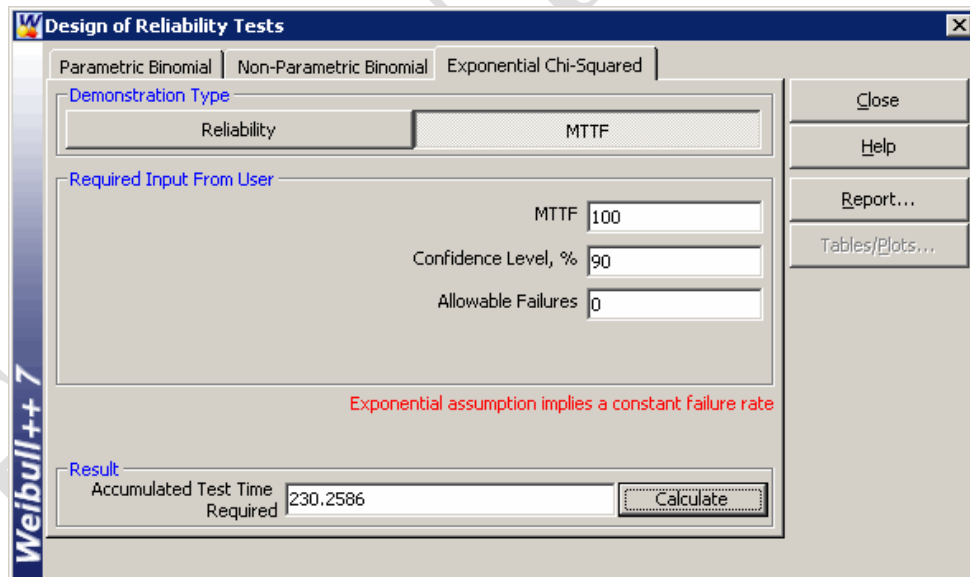 Design of Reliability Tests
Parametric Binomial
Non-Parametric Binomial
Exponential Chi-Squared
Demonstration Type
Reliability
MTTF
Close
Help
Required Input From User
MTTF 100
Confidence Level, % 90
Allowable Failures 0
Report...
Tables/Plots...
Exponential assumption implies a constant failure rate
Result
Accumulated Test Time
Required
230.2586
Calculate
Weibull++ 7